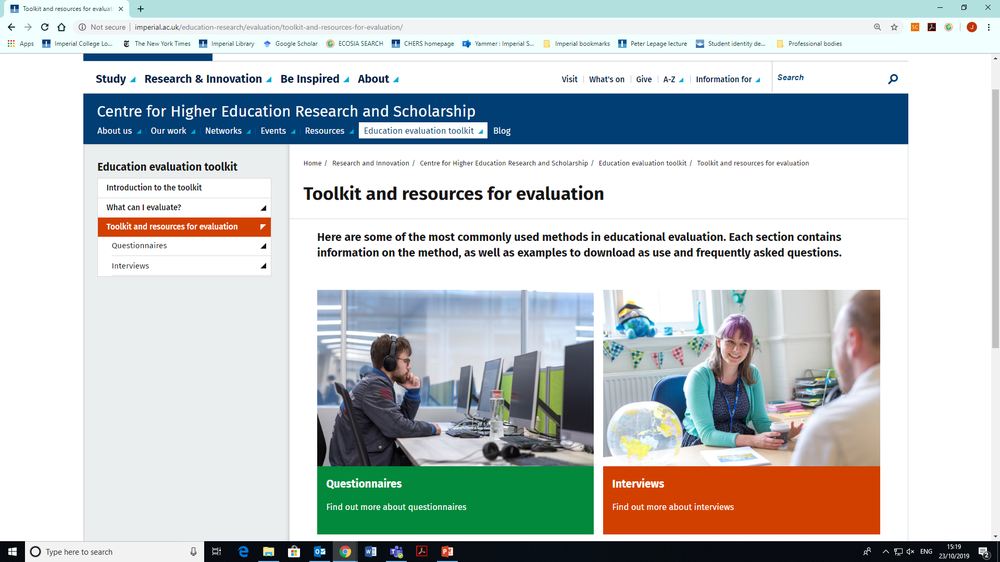 Toolkit and resources for evaluati
Not secure
imperial.ac.uk/education-research/evaluation/toolkit-and-resources-for-evaluation/
SC
J
Apps
Imperial College Lo...
The New York Times
Imperial Library
Google Scholar
ECOSIA SEARCH
CHERS homepage
Yammer : Imperial S...
Imperial bookmarks
Peter Lepage lecture
Student identity de...
Professional bodies
Study Research & Innovation Be Inspired About
Visit What's on Give A-Z Information for
Search
Centre for Higher Education Research and Scholarship
About us Our work Networks Events Resources Education evaluation toolkit Blog
Education evaluation toolkit
Introduction to the toolkit
What can I evaluate?
Toolkit and resources for evaluation
Questionnaires
Interviews
Home / Research and Innovation / Centre for Higher Education Research and Scholarship / Education evaluation toolkit / Toolkit and resources for evaluation
Toolkit and resources for evaluation
Here are some of the most commonly used methods in educational evaluation. Each section contains
information on the method, as well as examples to download as use and frequently asked questions.
Questionnaires
Find out more about questionnaires
Interviews
Find out more about interviews
Type here to search
ENG
15:19
23/10/2019
2